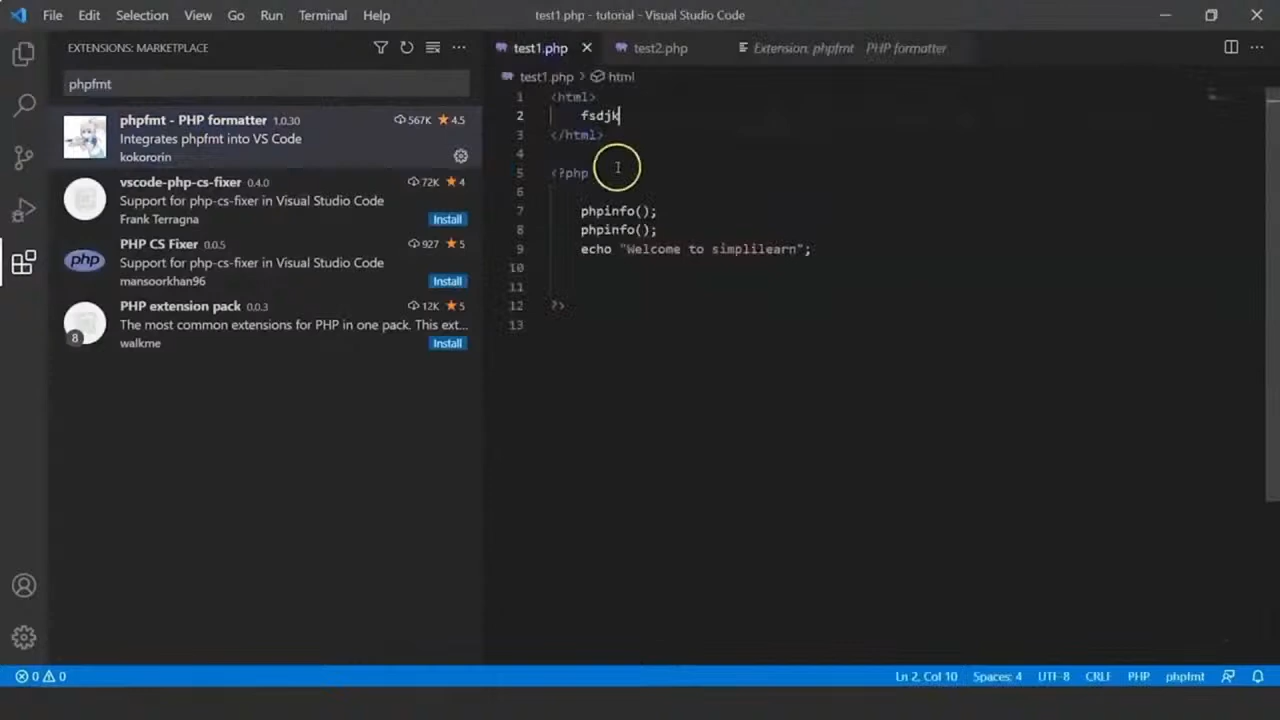 File Edit Selection View Go Run Terminal Help
test1.php - tutorial - Visual Studio Code
EXTENSIONS: MARKETPLACE
phpfmt
phpfmt - PHP formatter 1.0.30 567K 4.5
Integrates phpfmt into VS Code
kokororin
vscode-php-cs-fixer 0.4.0 72K 4
Support for php-cs-fixer in Visual Studio Code
Frank Terragna Install
PHP CS Fixer 0.0.5 927 5
php
Support for php-cs-fixer in Visual Studio Code
mansoorkhan96 Install
PHP extension pack 0.0.3 12K 5
The most common extensions for PHP in one pack. This ext...
8
walkme Install
test1.php test2.php Extension: phpfmt PHP formatter
test1.php > html
1 <html>
2 fsdjk
3 </html>
4
5 <?php
6
7 phpinfo();
8 phpinfo();
9 echo "Welcome to simplilearn";
10
11
12 ?>
13
0 0 Ln 2, Col 10 Spaces: 4 UTF-8 CRLF PHP phpfmt